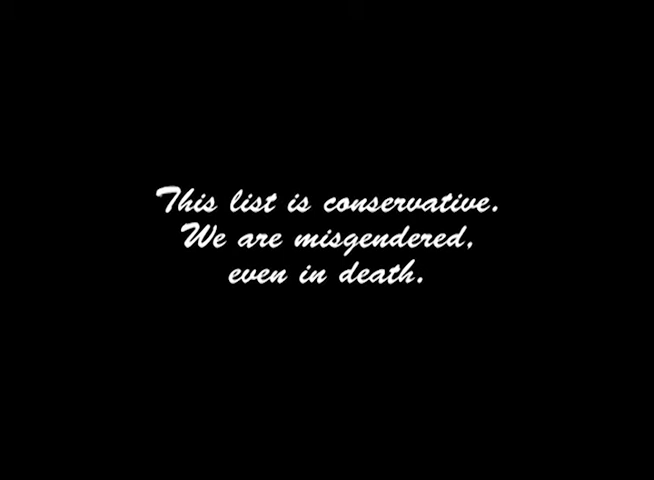 This list is conservative.
We are misgendered,
even in death.